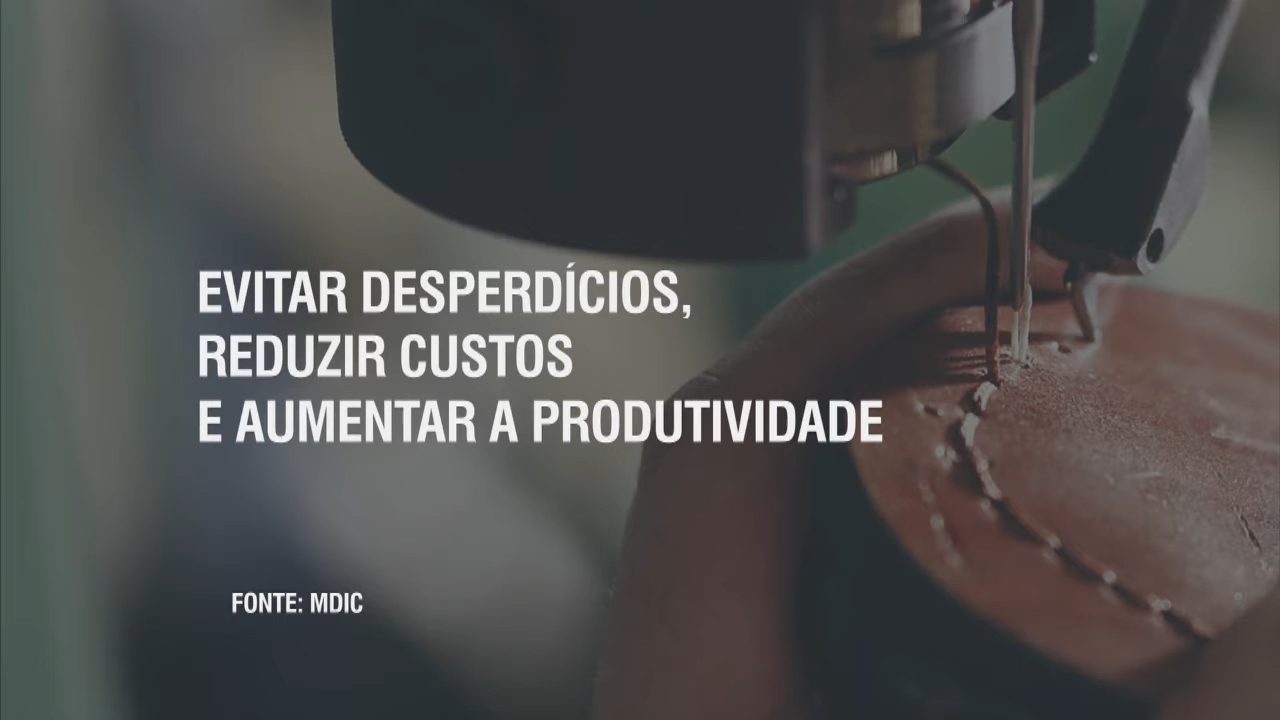 EVITAR DESPERDÍCIOS,
REDUZIR CUSTOS
E AUMENTAR A PRODUTIVIDADE
FONTE: MDIC